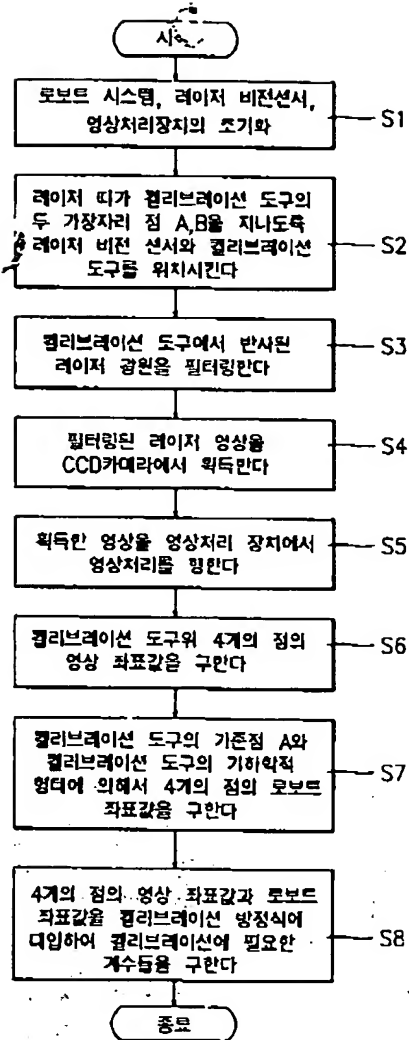 시
로보트 시스템, 레이저 비전센서,
영상처리장치의 초기화
S1
레이저 띠가 캘리브레이션 도구의
두 가장자리 점 A,B을 지나도록
레이저 비전 센서와 캘리브레이션
도구를 위치시킨다
S2
캘리브레이션 도구에서 반사된
레이저 광원을 필터링한다
S3
필터링된 레이저 영상을
CCD카메라에서 획득한다
S4
획득한 영상을 영상처리 장치에서
영상처리를 행한다
S5
캘리브레이션 도구위 4개의 점의
영상 좌표값을 구한다
S6
캘리브레이션 도구의 기준점 A와
캘리브레이션 도구의 기하학적
형태에 의해서 4개의 점의 로보트
좌표값을 구한다
S7
4개의 점의 영상 좌표값과 로보트
좌표값을 캘리브레이션 방정식에
대입하여 캘리브레이션에 필요한
계수들을 구한다
S8
종료